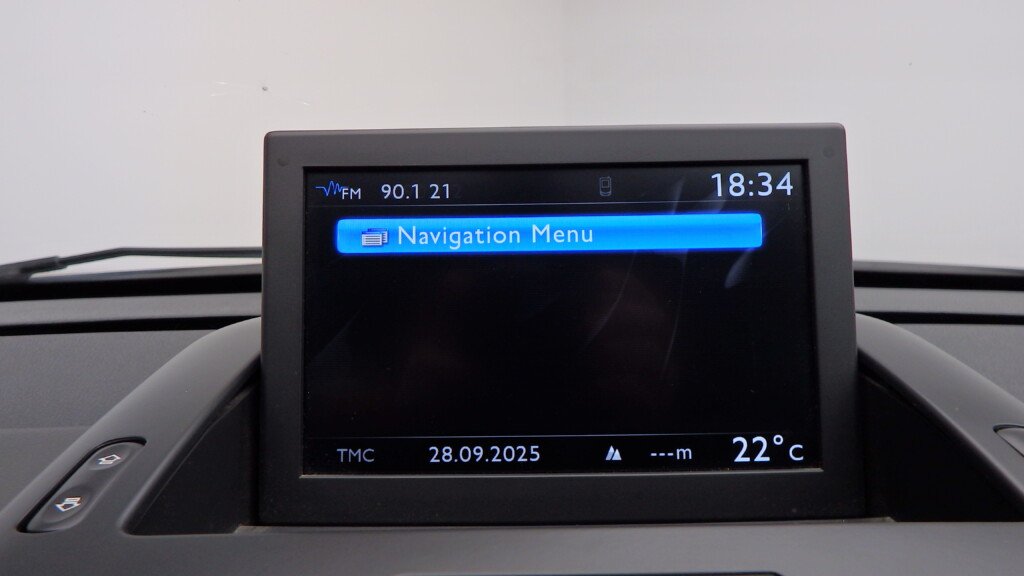 FM 90.1 21 18:34
Navigation Menu
TMC 28.09.2025 ---m 22°C